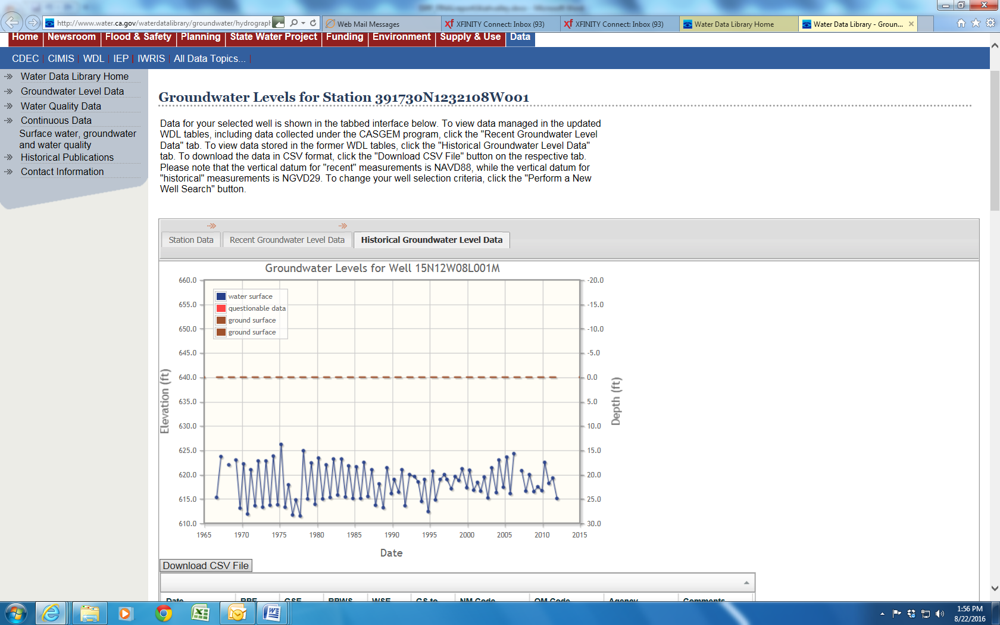 http://www.water.ca.gov/waterdatalibrary/groundwater/hydrograph
Web Mail Messages
XFINITY Connect: Inbox (93)
XFINITY Connect: Inbox (93)
Water Data Library Home
Water Data Library - Groun...
Home
Newsroom
Flood & Safety
Planning
State Water Project
Funding
Environment
Supply & Use
Data
CDEC
CIMIS
WDL
IEP
IWRIS
All Data Topics...
Water Data Library Home
Groundwater Level Data
Water Quality Data
Continuous Data
Surface water, groundwater
and water quality
Historical Publications
Contact Information
Groundwater Levels for Station 391730N1232108W001
Data for your selected well is shown in the tabbed interface below. To view data managed in the updated
WDL tables, including data collected under the CASGEM program, click the "Recent Groundwater Level
Data" tab. To view data stored in the former WDL tables, click the "Historical Groundwater Level Data"
tab. To download the data in CSV format, click the "Download CSV File" button on the respective tab.
Please note that the vertical datum for "recent" measurements is NAVD88, while the vertical datum for
"historical" measurements is NGVD29. To change your well selection criteria, click the "Perform a New
Well Search" button.
Station Data
Recent Groundwater Level Data
Historical Groundwater Level Data
Groundwater Levels for Well 15N12W08L001M
660.0
655.0
650.0
645.0
640.0
635.0
630.0
625.0
620.0
615.0
610.0
Elevation (ft)
water surface
questionable data
ground surface
ground surface
-20.0
-15.0
-10.0
-5.0
0.0
5.0
10.0
15.0
20.0
25.0
30.0
Depth (ft)
1965
1970
1975
1980
1985
1990
1995
2000
2005
2010
2015
Date
Download CSV File
Date
RPE
GSE
RPWS
WSE
GS to
NM Code
QM Code
Agency
Comments
1:56 PM
8/22/2016